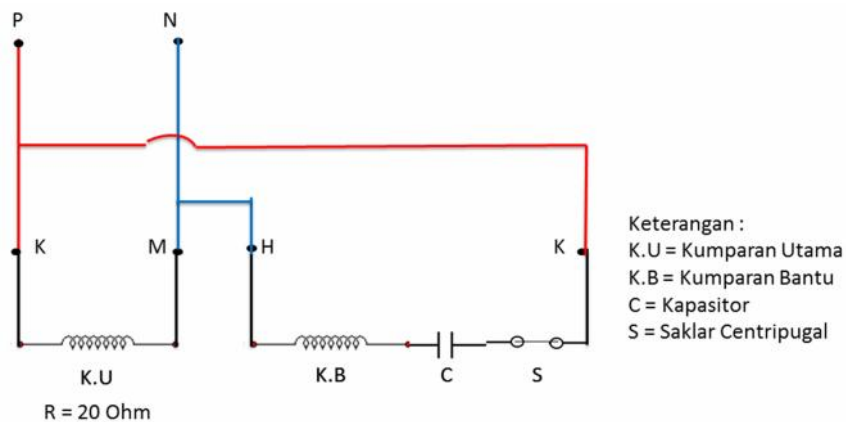 P
N
K
M
H
K
K.U
R = 20 Ohm
K.B
C
S
Keterangan :
K.U = Kumparan Utama
K.B = Kumparan Bantu
C = Kapasitor
S = Saklar Centripugal